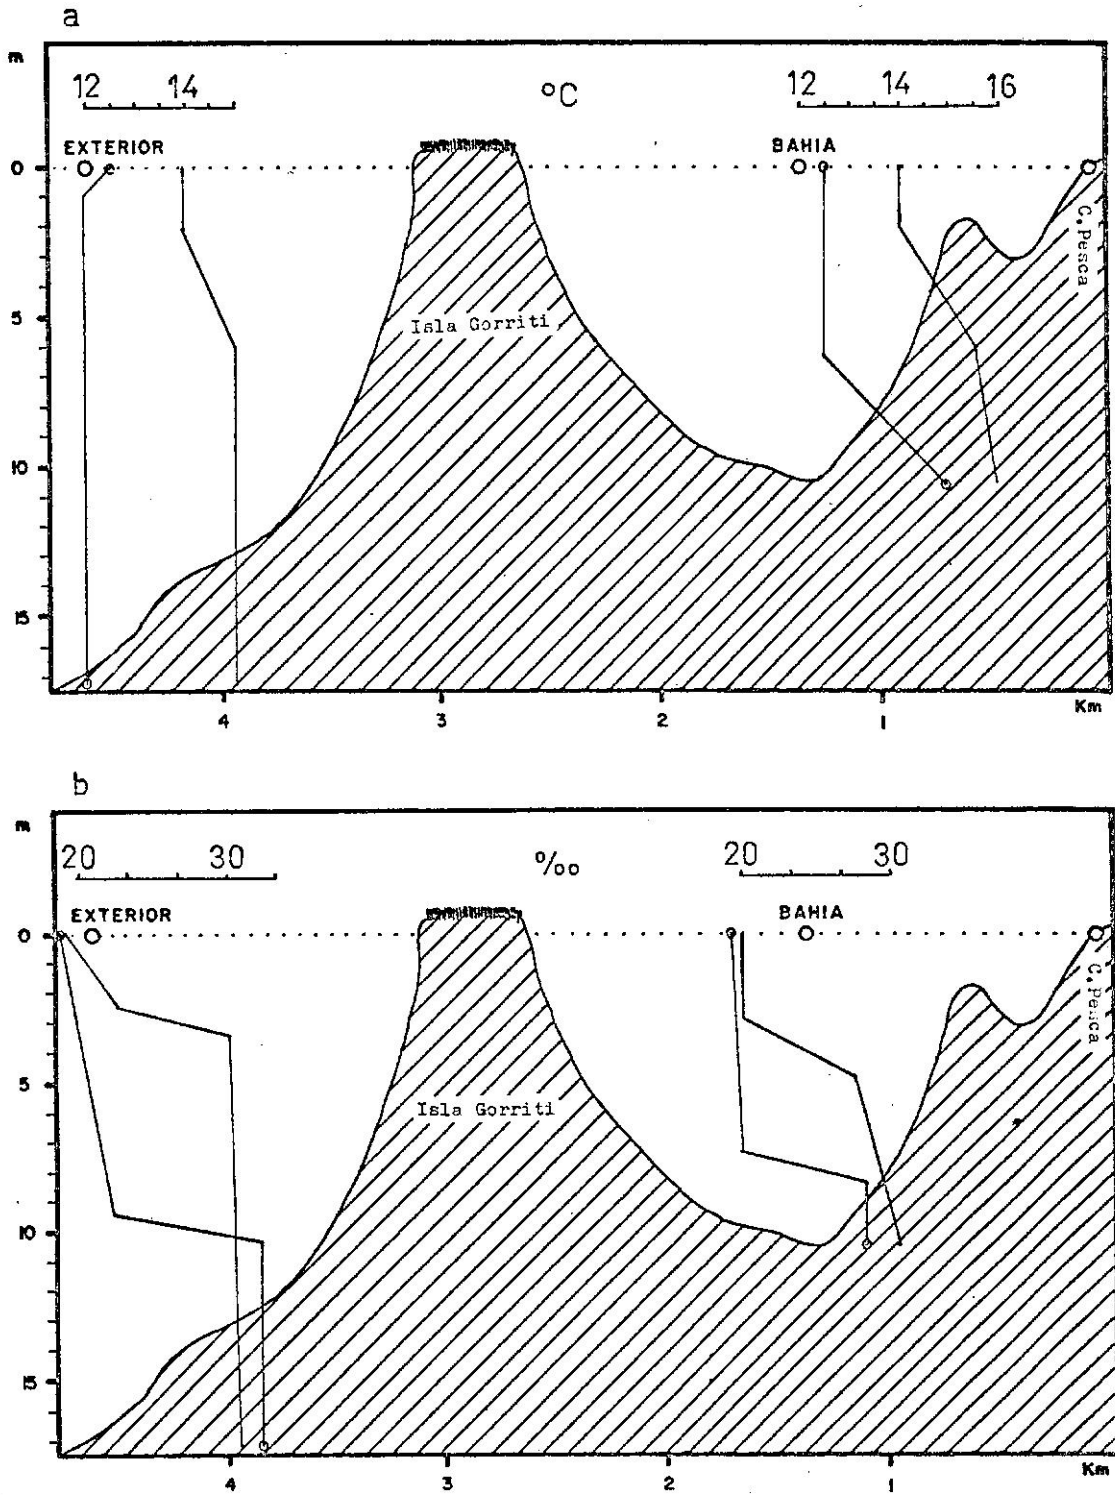 a
m
12 14 °C 12 14 16
EXTERIOR BAHIA
0
C. Pesca
5
Isla Gorriti
10
15
4 3 2 1 Km
b
m
20 30 º/oo 20 30
EXTERIOR BAHIA
0
C. Pesca
5
Isla Gorriti
10
15
4 3 2 1 Km